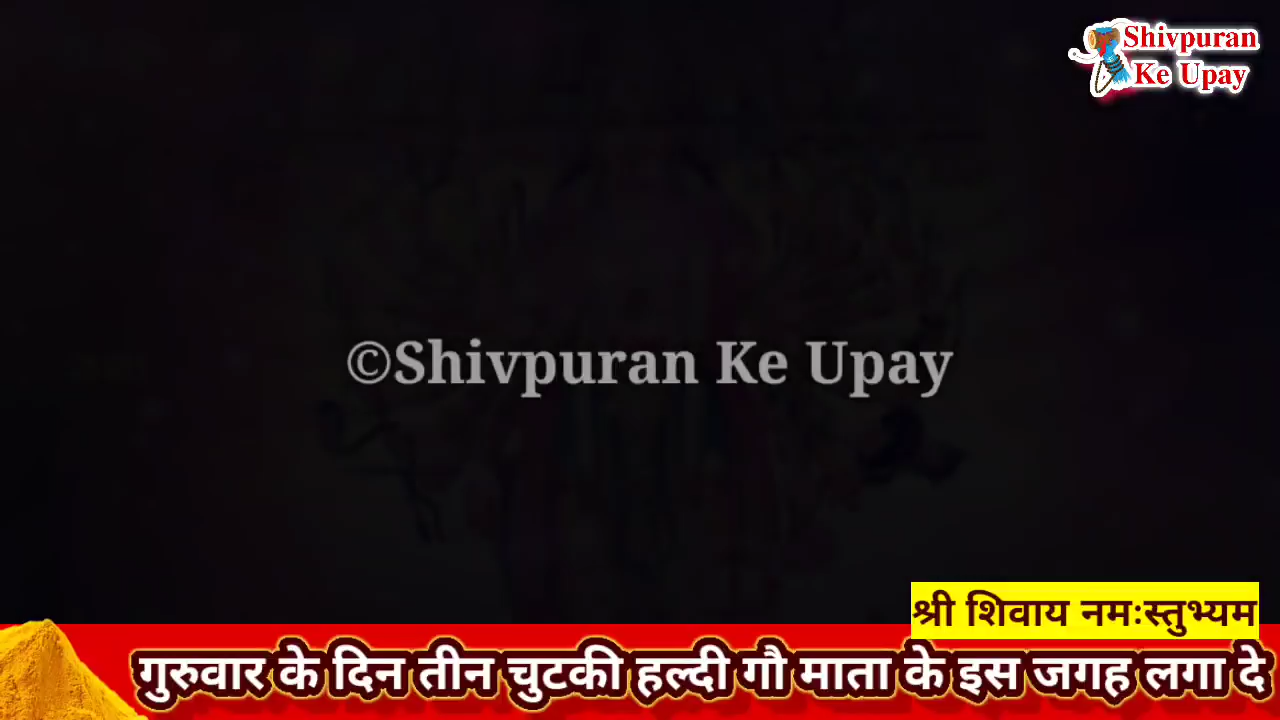 Shivpuran
Ke Upay
©Shivpuran Ke Upay
श्री शिवाय नमःस्तुभ्यम
गुरुवार के दिन तीन चुटकी हल्दी गौ माता के इस जगह लगा दे